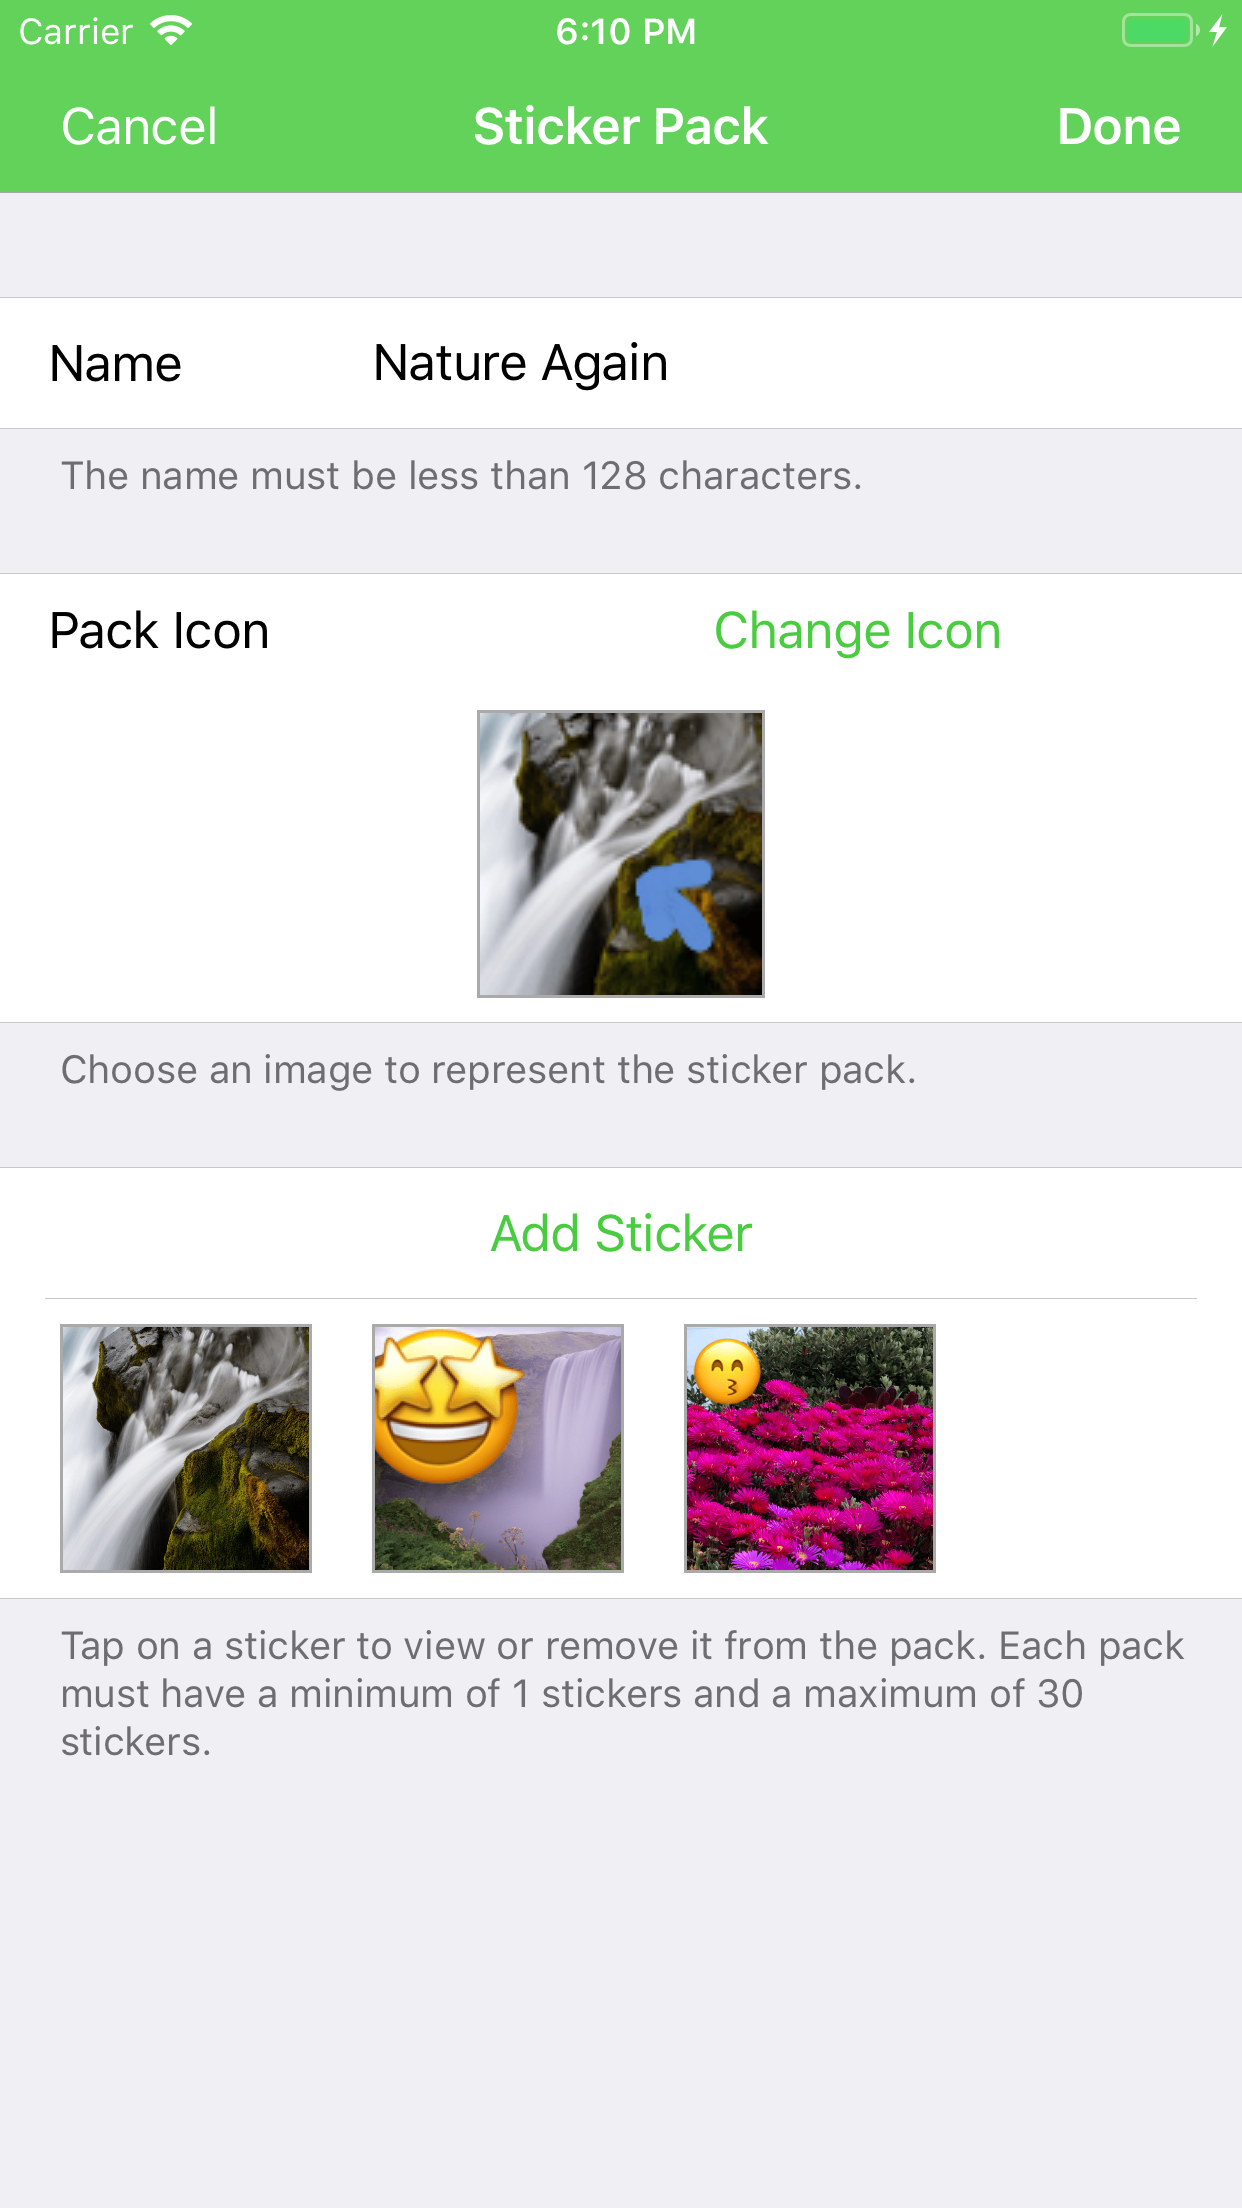 Carrier 6:10 PM
Cancel Sticker Pack Done
Name Nature Again
The name must be less than 128 characters.
Pack Icon Change Icon
Choose an image to represent the sticker pack.
Add Sticker
Tap on a sticker to view or remove it from the pack. Each pack
must have a minimum of 1 stickers and a maximum of 30
stickers.